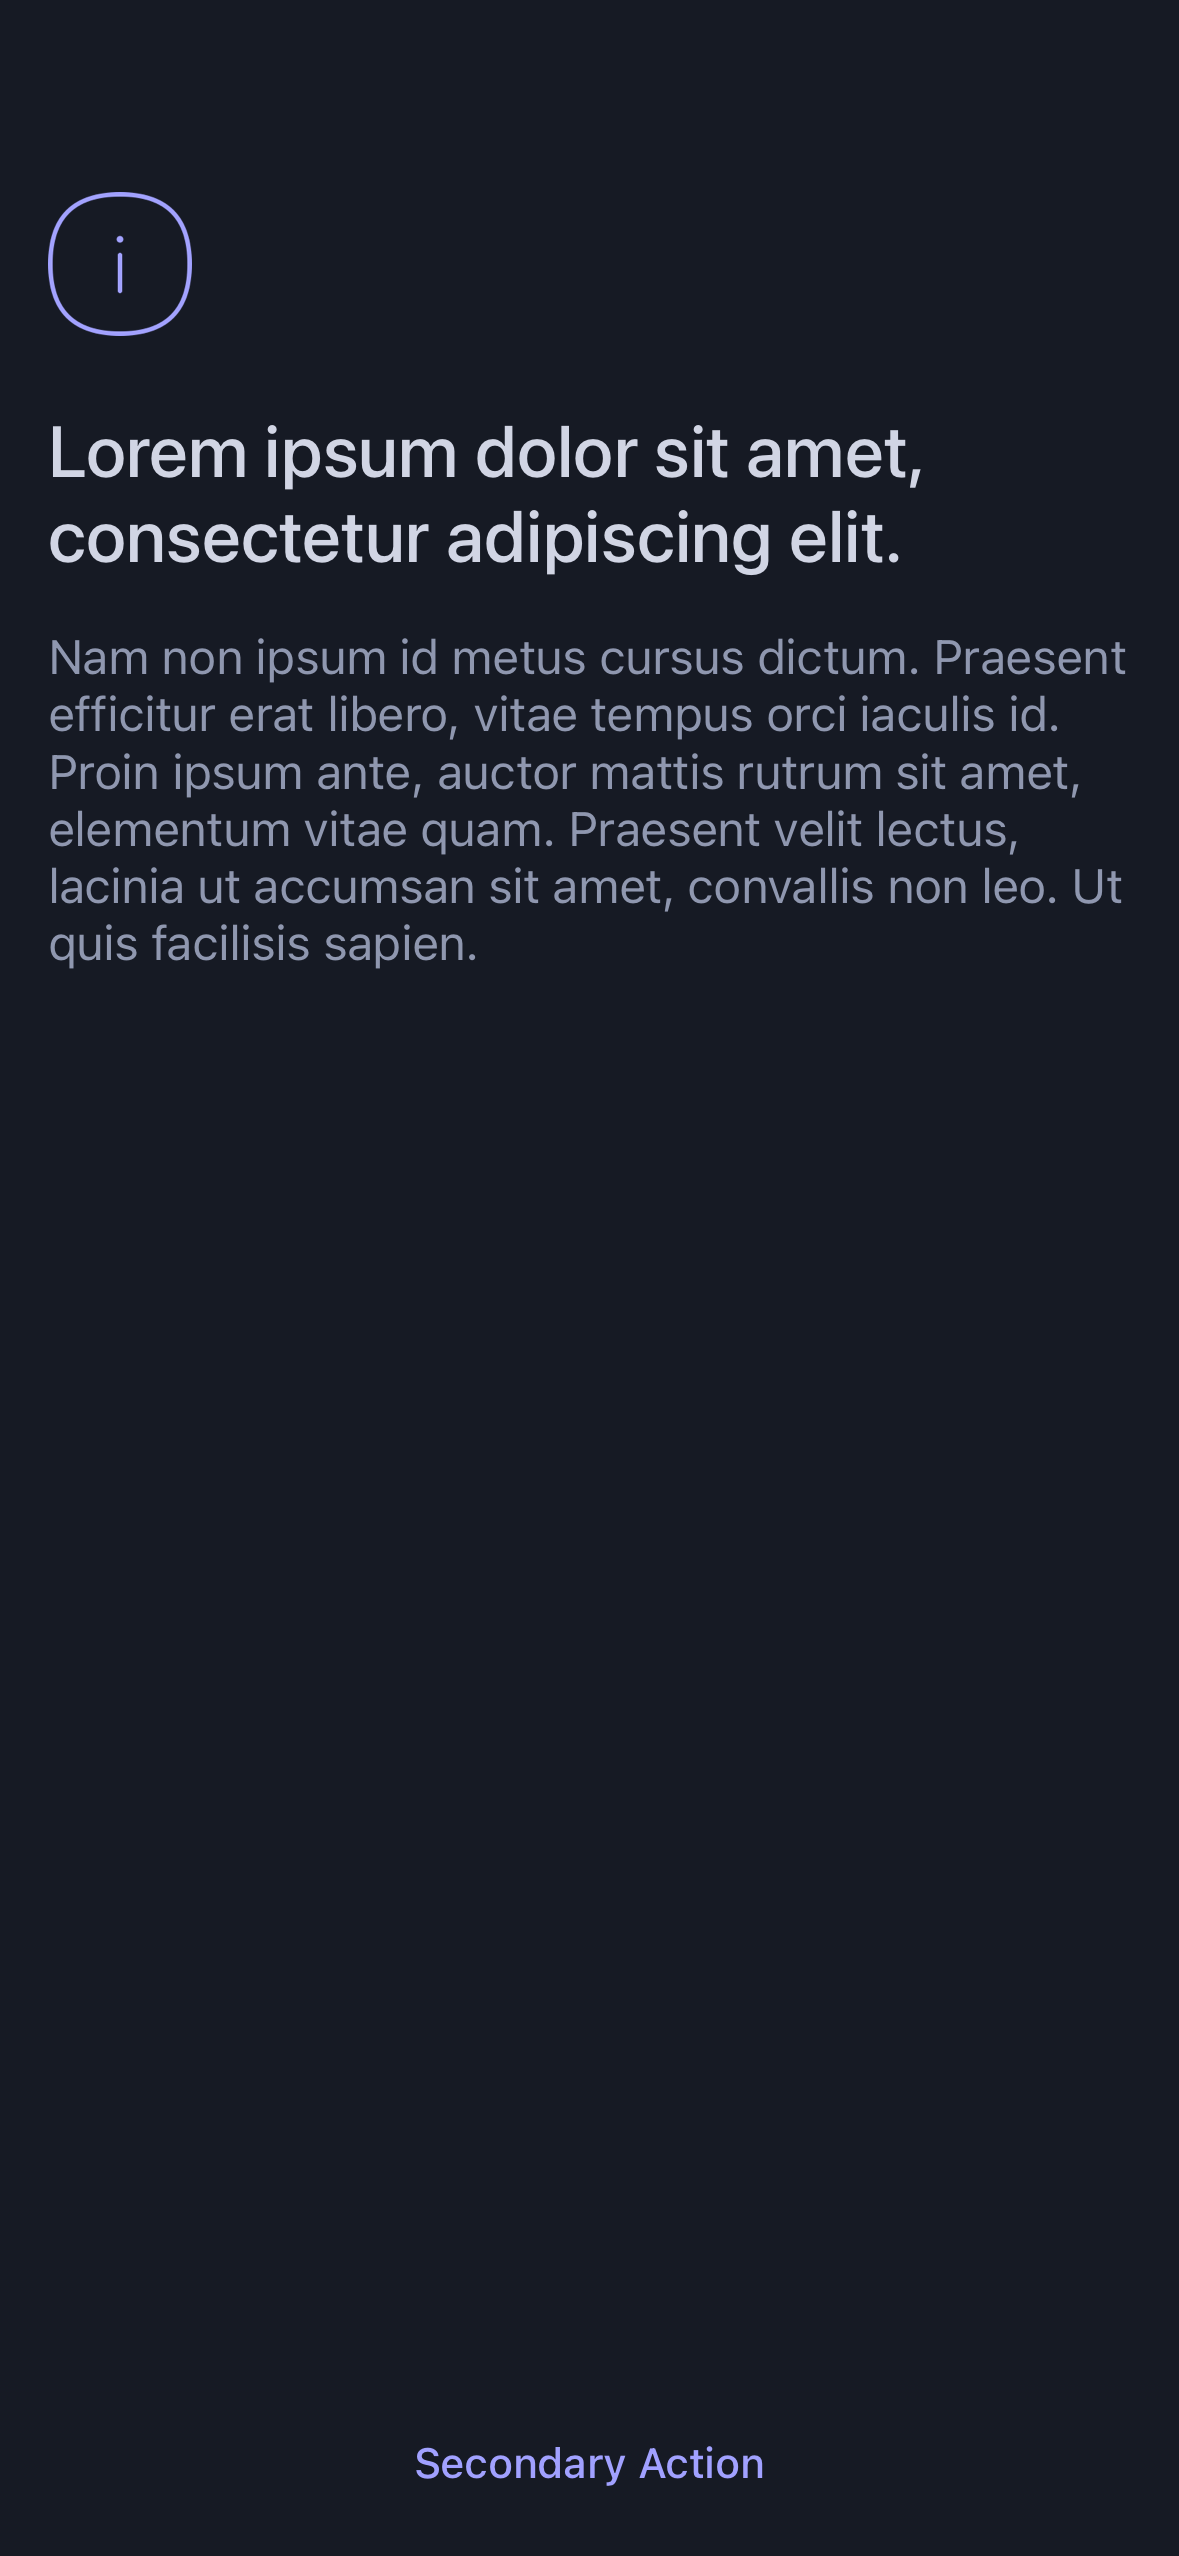 Lorem ipsum dolor sit amet,
consectetur adipiscing elit.
Nam non ipsum id metus cursus dictum. Praesent
efficitur erat libero, vitae tempus orci iaculis id.
Proin ipsum ante, auctor mattis rutrum sit amet,
elementum vitae quam. Praesent velit lectus,
lacinia ut accumsan sit amet, convallis non leo. Ut
quis facilisis sapien.
Secondary Action